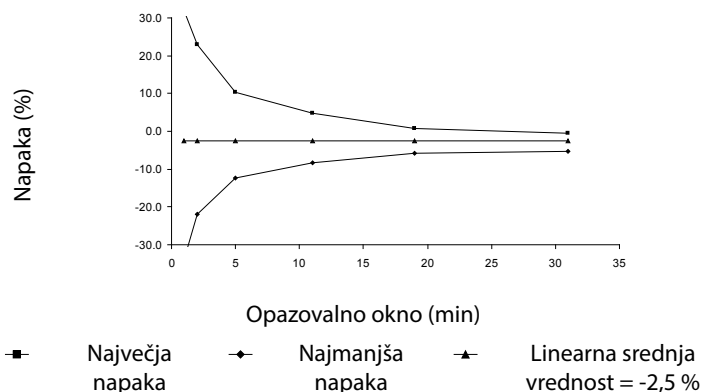 30.0
20.0
10.0
0.0
-10.0
-20.0
-30.0
Napaka (%)
0 5 10 15 20 25 30 35
Opazovalno okno (min)
Največja napaka
Najmanjša napaka
Linearna srednja vrednost = -2,5 %